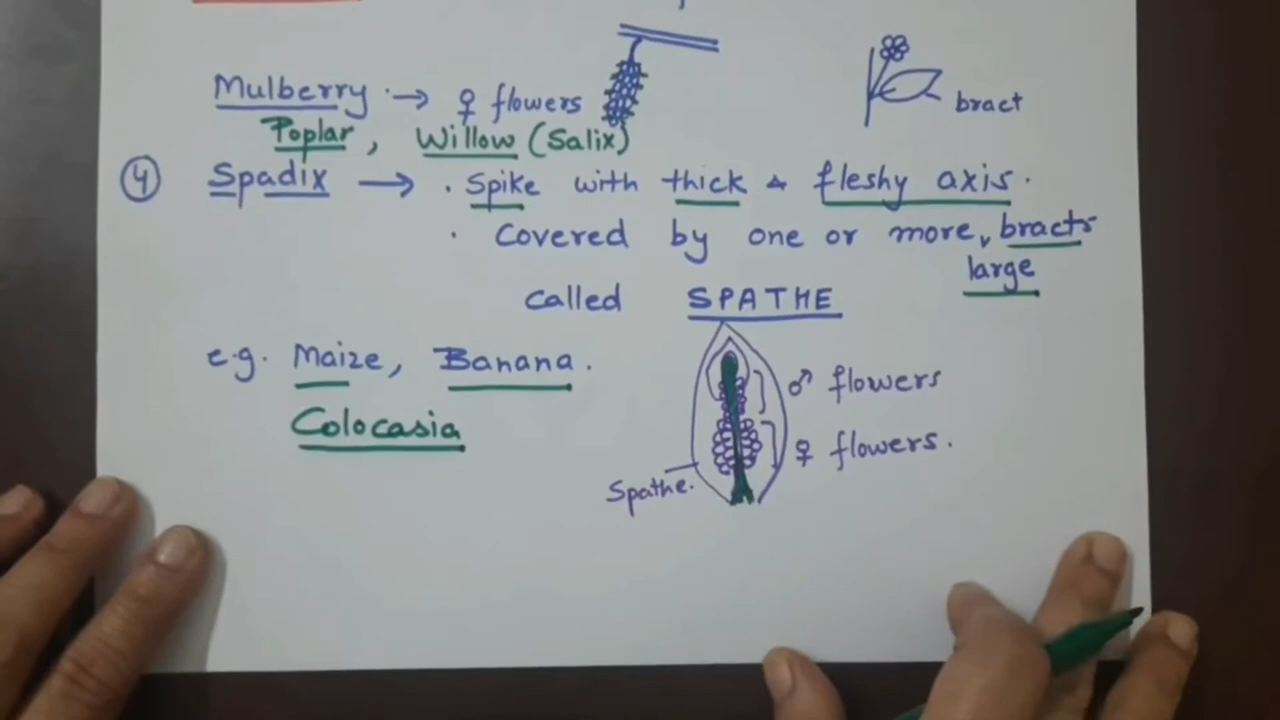 Mulberry → ♀ flowers
bract
Poplar, Willow (Salix)
④ Spadix → · Spike with thick & fleshy axis.
· Covered by one or more, bracts
large
called SPATHE
e.g. Maize, Banana.
♂ flowers
Colocasia
♀ flowers.
Spathe.